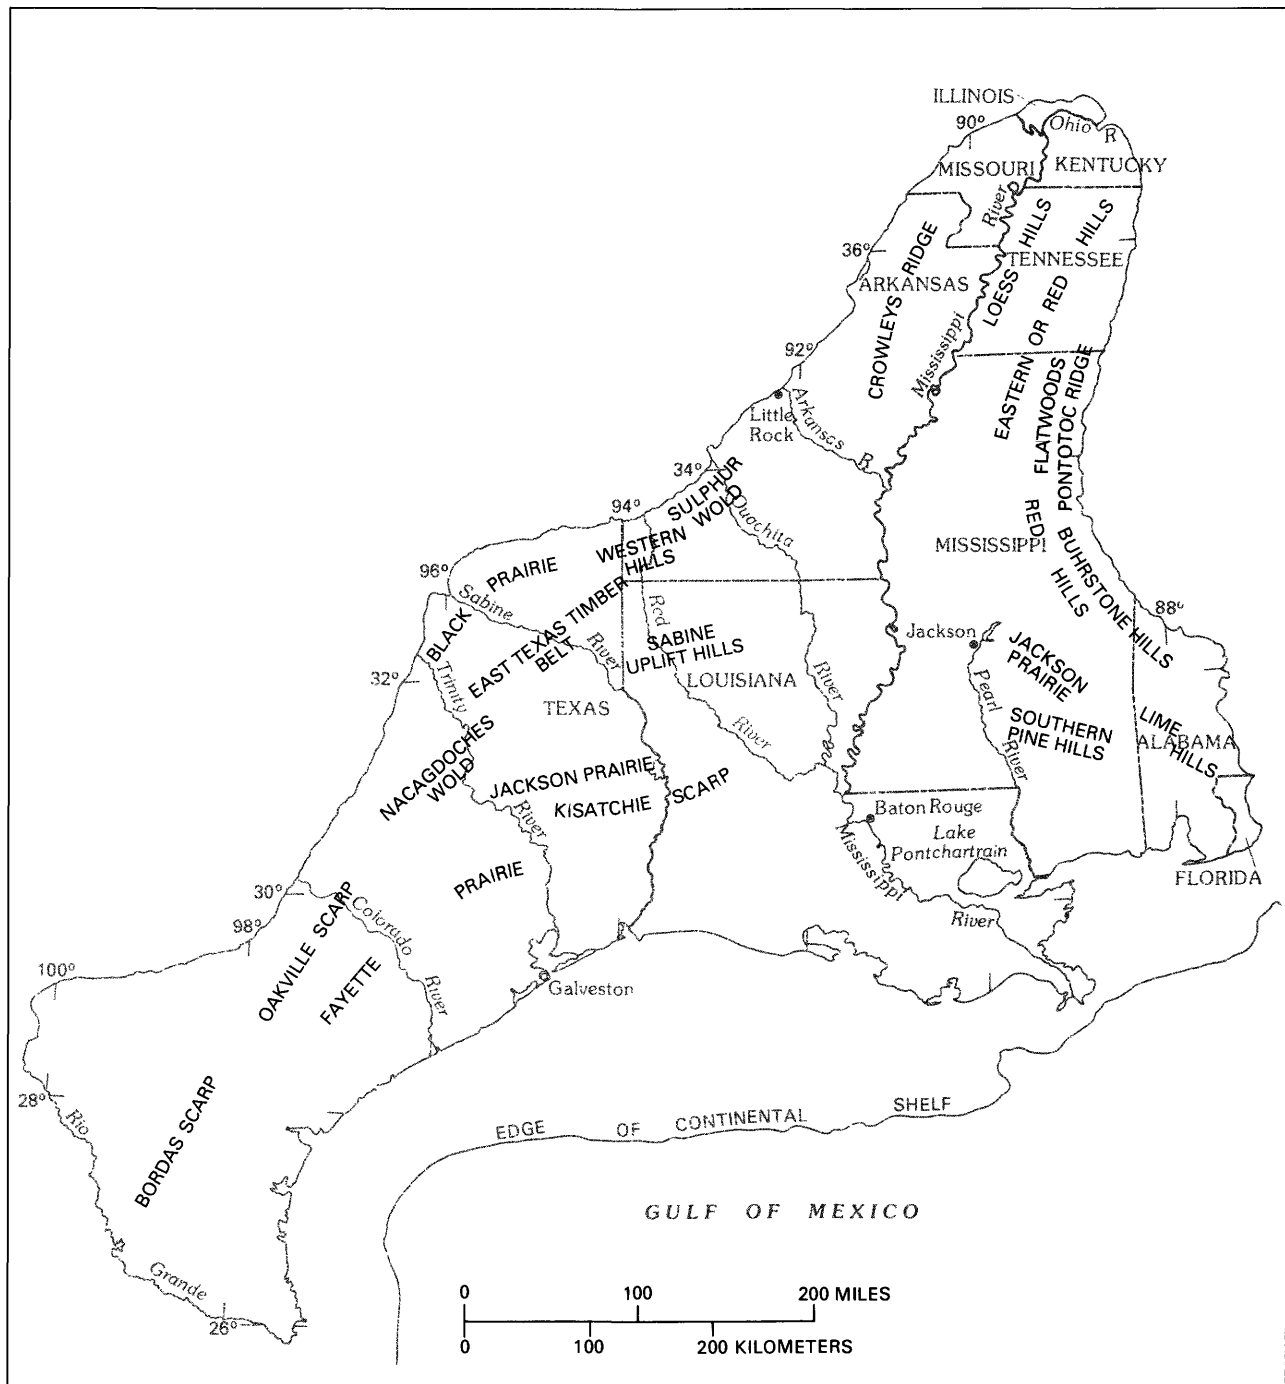 ILLINOIS
90°
Ohio R
MISSOURI
KENTUCKY
River
LOESS HILLS
EASTERN OR RED HILLS
36°
CROWLEYS RIDGE
ARKANSAS
TENNESSEE
Mississippi
92°
Little
Rock
Arkansas R
FLATWOODS
PONTOTOC RIDGE
34°
SULPHUR
WOLD
Ouachita
River
94°
WESTERN
HILLS
RED HILLS
MISSISSIPPI
BUHRSTONE HILLS
96°
BLACK PRAIRIE
Sabine River
EAST TEXAS TIMBER
BELT
Red River
SABINE
UPLIFT HILLS
LOUISIANA
88°
Jackson
JACKSON
PRAIRIE
Pearl River
32°
Trinity River
TEXAS
SOUTHERN
PINE HILLS
LIME HILLS
ALABAMA
NACAGDOCHES
WOLD
JACKSON PRAIRIE
KISATCHIE SCARP
Baton Rouge
Lake
Pontchartrain
Mississippi River
FLORIDA
30°
98°
OAKVILLE SCARP
Colorado River
FAYETTE PRAIRIE
100°
Galveston
28°
Rio Grande
BORDAS SCARP
EDGE OF CONTINENTAL SHELF
GULF OF MEXICO
26°
0 100 200 MILES
0 100 200 KILOMETERS